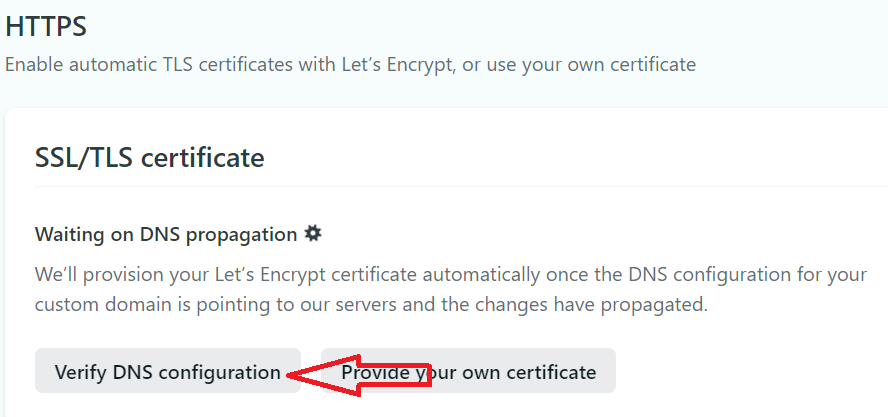 HTTPS
Enable automatic TLS certificates with Let’s Encrypt, or use your own certificate
SSL/TLS certificate
Waiting on DNS propagation
We’ll provision your Let’s Encrypt certificate automatically once the DNS configuration for your
custom domain is pointing to our servers and the changes have propagated.
Verify DNS configuration
Provide your own certificate